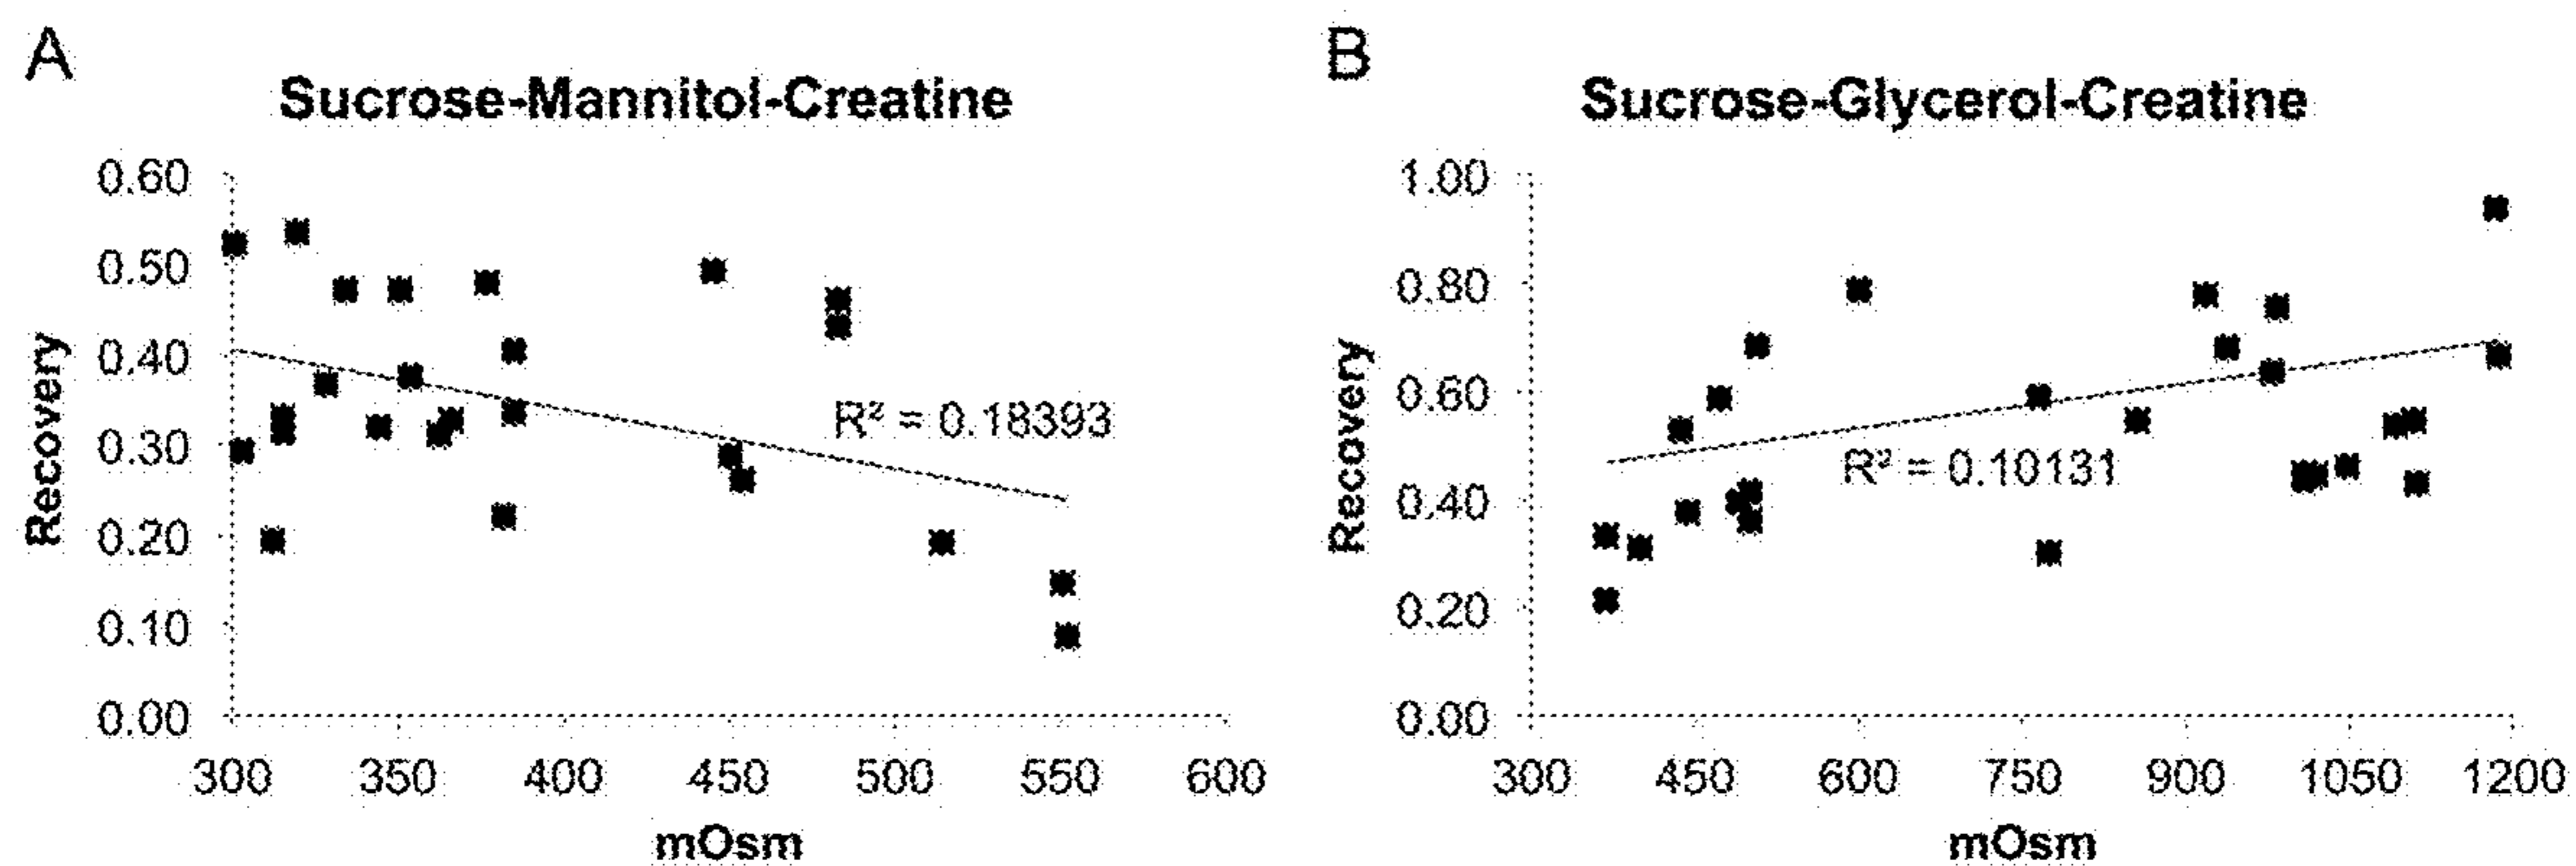 A
Sucrose-Mannitol-Creatine
0.60
0.50
0.40
0.30
0.20
0.10
0.00
Recovery
R² = 0.18393
300 350 400 450 500 550 600
mOsm
B
Sucrose-Glycerol-Creatine
1.00
0.80
0.60
0.40
0.20
0.00
Recovery
R² = 0.10131
300 450 600 750 900 1050 1200
mOsm